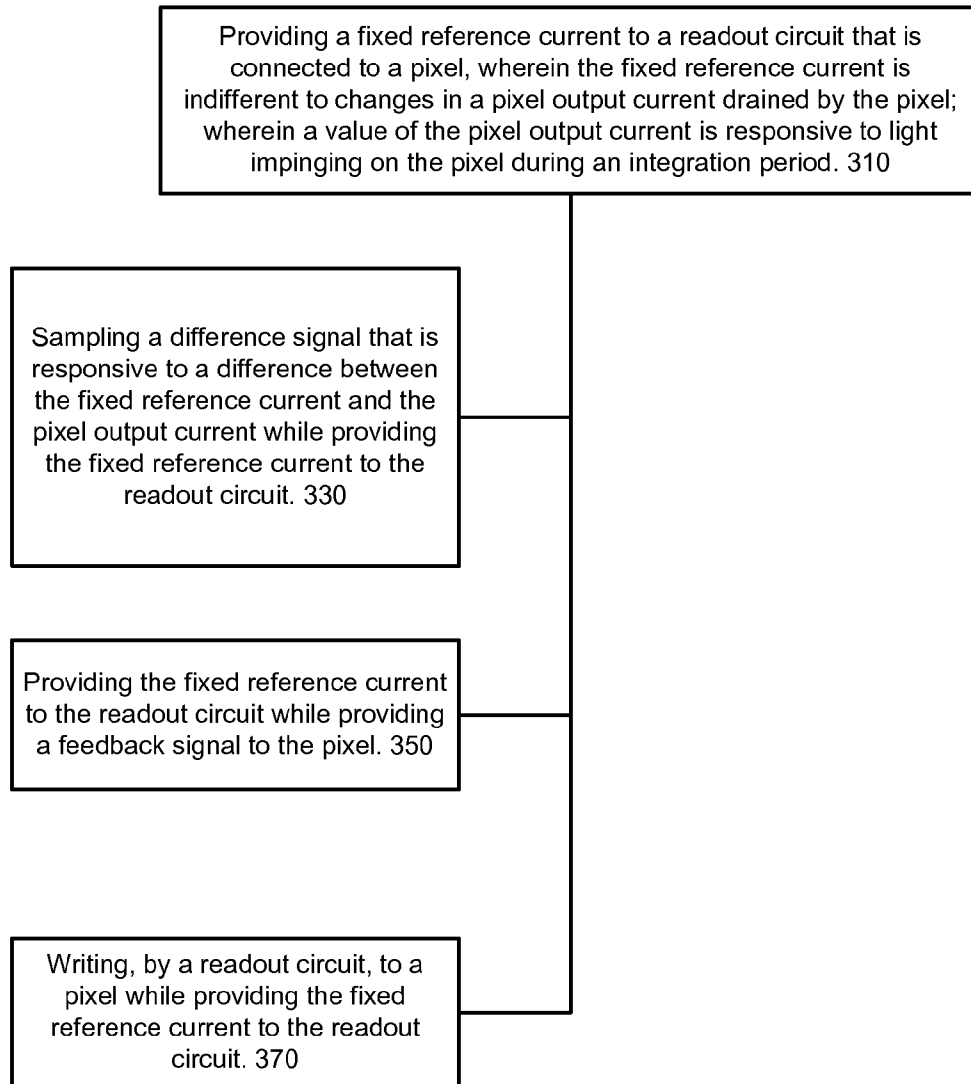 Providing a fixed reference current to a readout circuit that is
connected to a pixel, wherein the fixed reference current is
indifferent to changes in a pixel output current drained by the pixel;
wherein a value of the pixel output current is responsive to light
impinging on the pixel during an integration period. 310
Sampling a difference signal that is
responsive to a difference between
the fixed reference current and the
pixel output current while providing
the fixed reference current to the
readout circuit. 330
Providing the fixed reference current
to the readout circuit while providing
a feedback signal to the pixel. 350
Writing, by a readout circuit, to a
pixel while providing the fixed
reference current to the readout
circuit. 370